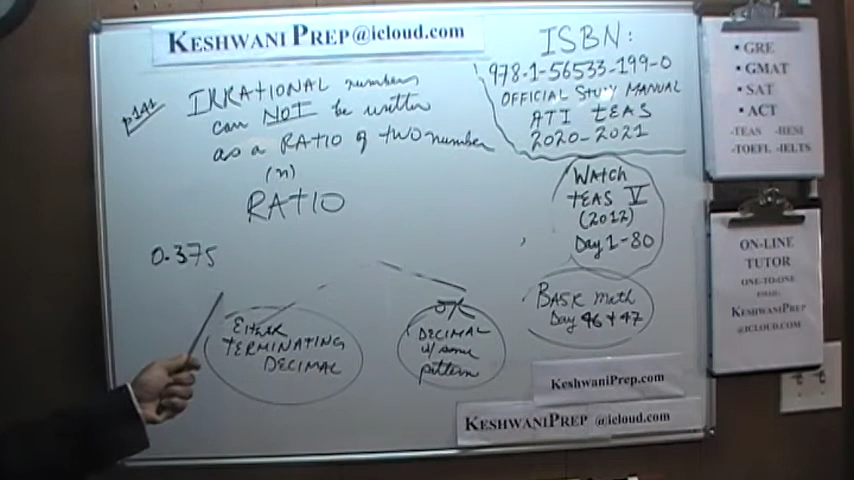 KESHWANI PREP@icloud.com
ISBN:
978-1-56533-199-0
OFFICIAL Study MANUAL
ATI tEAS
2020-2021
p141
IRRATIONAL numbers
can NOT be written
as a RATIO of two number
(n)
RATIO
0.375
EITHER
TERMINATING
DECIMAL
OR
DECIMAL
w/ some
pattern
WAtCH
tEAS V
(2012)
Day 1-80
BASIC Math
Day 46 + 47
KeshwaniPrep.com
KESHWANIPREP @icloud.com
• GRE
• GMAT
• SAT
• ACT
-TEAS -HESI
-TOEFL -IELTS
ON-LINE
TUTOR
ONE-TO-ONE
EMAIL:
KESHWANIPREP
@ICLOUD.COM